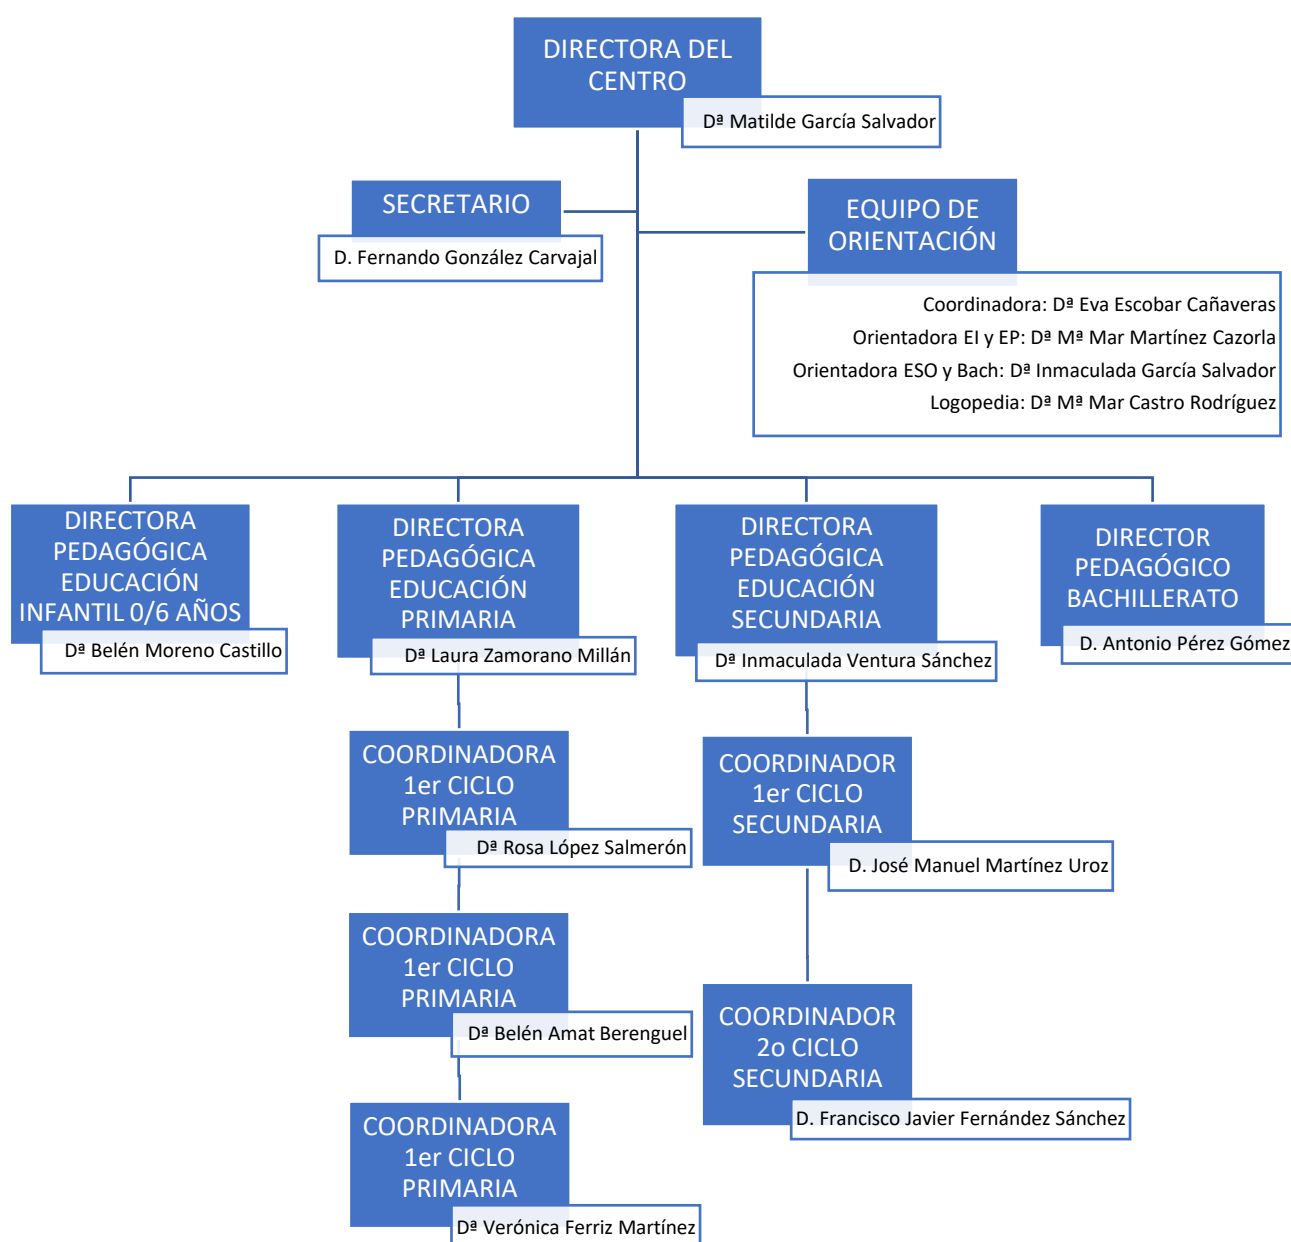 DIRECTORA DEL
CENTRO
Dª Matilde García Salvador
SECRETARIO
D. Fernando González Carvajal
EQUIPO DE
ORIENTACIÓN
Coordinadora: Dª Eva Escobar Cañaveras
Orientadora EI y EP: Dª Mª Mar Martínez Cazorla
Orientadora ESO y Bach: Dª Inmaculada García Salvador
Logopedia: Dª Mª Mar Castro Rodríguez
DIRECTORA
PEDAGÓGICA
EDUCACIÓN
INFANTIL 0/6 AÑOS
Dª Belén Moreno Castillo
DIRECTORA
PEDAGÓGICA
EDUCACIÓN
PRIMARIA
Dª Laura Zamorano Millán
DIRECTORA
PEDAGÓGICA
EDUCACIÓN
SECUNDARIA
Dª Inmaculada Ventura Sánchez
DIRECTOR
PEDAGÓGICO
BACHILLERATO
D. Antonio Pérez Gómez
COORDINADORA
1er CICLO
PRIMARIA
Dª Rosa López Salmerón
COORDINADOR
1er CICLO
SECUNDARIA
D. José Manuel Martínez Uroz
COORDINADORA
1er CICLO
PRIMARIA
Dª Belén Amat Berenguel
COORDINADOR
2o CICLO
SECUNDARIA
D. Francisco Javier Fernández Sánchez
COORDINADORA
1er CICLO
PRIMARIA
Dª Verónica Ferriz Martínez